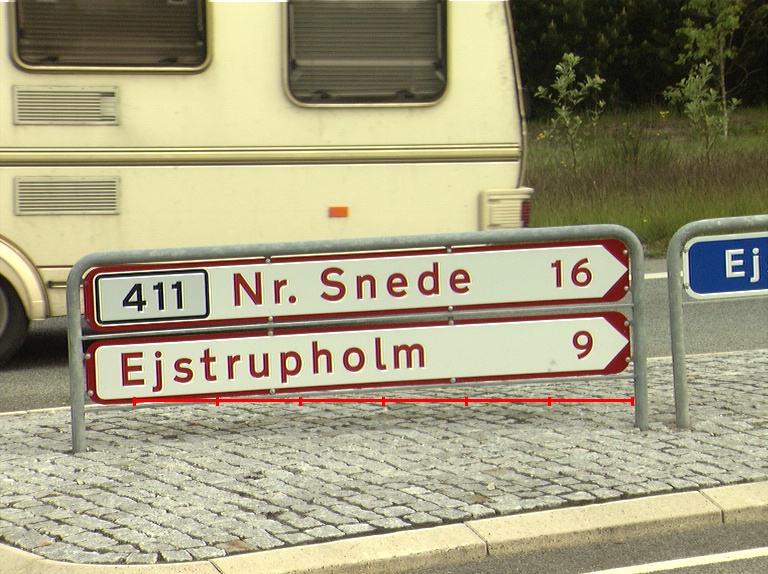 411 Nr. Snede 16
Ejstrupholm 9
Ej